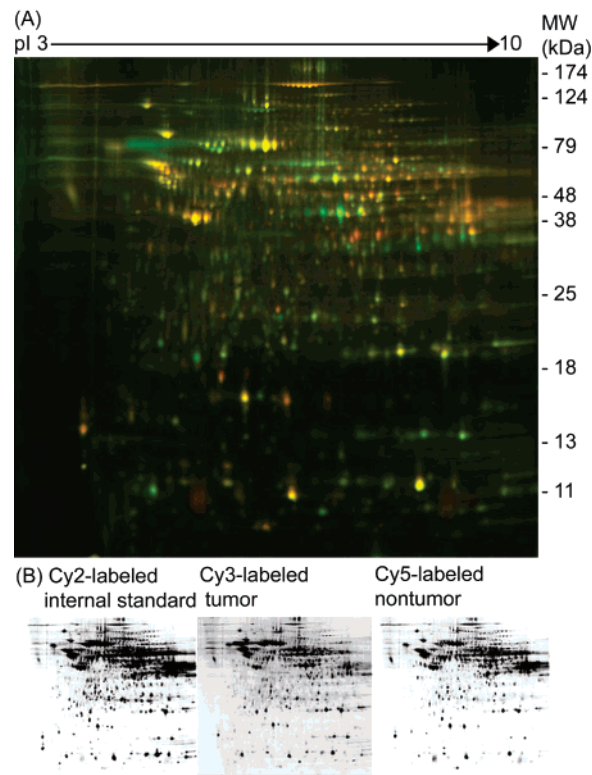 (A)
pI 3 10
MW
(kDa)
- 174
- 124
- 79
- 48
- 38
- 25
- 18
- 13
- 11
(B) Cy2-labeled
internal standard
Cy3-labeled
tumor
Cy5-labeled
nontumor